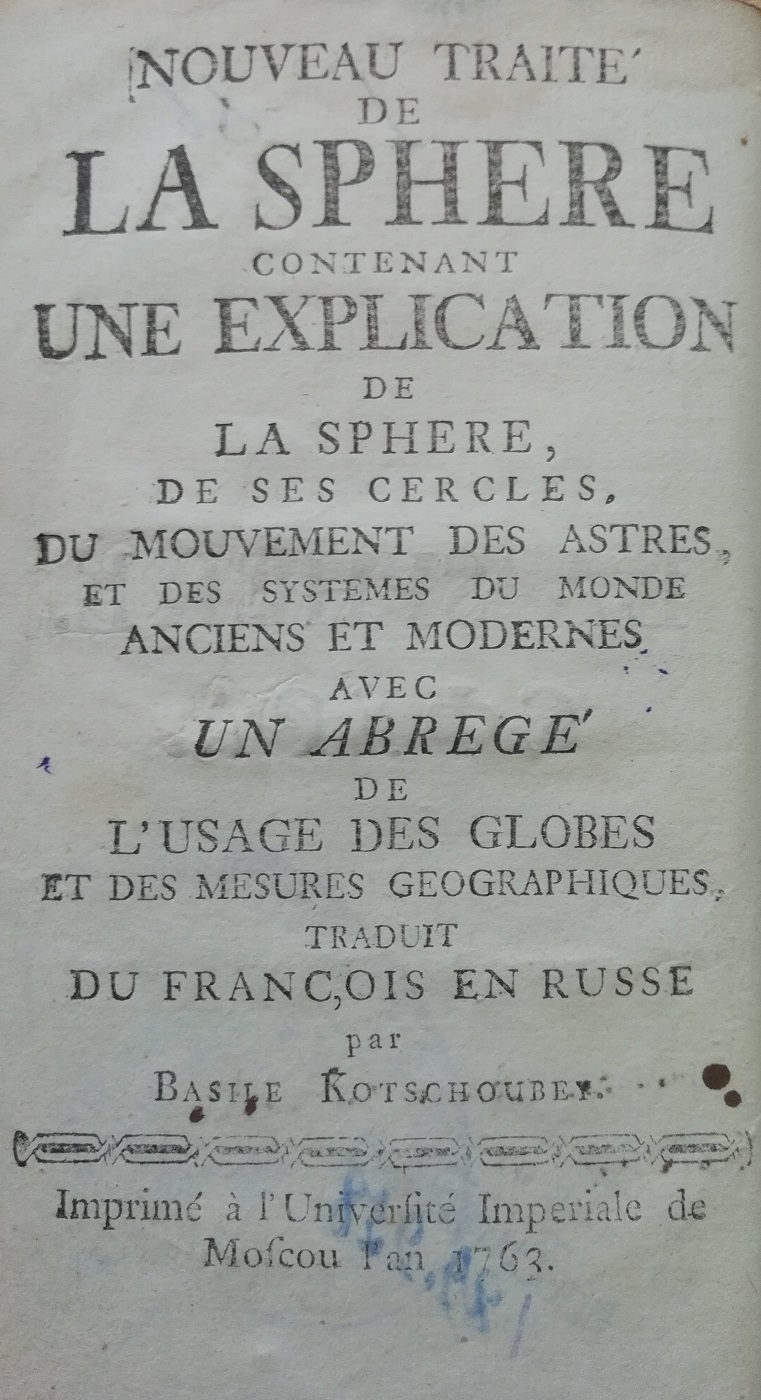 NOUVEAU TRAITE'
DE
LA SPHERE
CONTENANT
UNE EXPLICATION
DE
LA SPHERE,
DE SES CERCLES,
DU MOUVEMENT DES ASTRES,
ET DES SYSTEMES DU MONDE
ANCIENS ET MODERNES
AVEC
UN ABREGE'
DE
L'USAGE DES GLOBES
ET DES MESURES GEOGRAPHIQUES,
TRADUIT
DU FRANC,OIS EN RUSSE
par
BASILE KOTSCHOUBEY.
Imprimé à l'Univerſité Imperiale de
Moſcou l'an 1763.